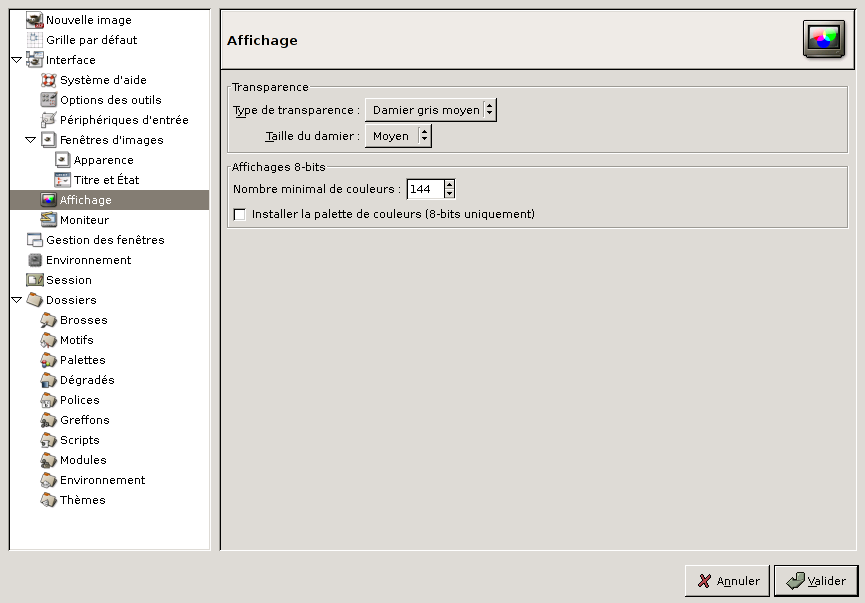 Nouvelle image
Grille par défaut
Interface
Système d'aide
Options des outils
Périphériques d'entrée
Fenêtres d'images
Apparence
Titre et État
Affichage
Moniteur
Gestion des fenêtres
Environnement
Session
Dossiers
Brosses
Motifs
Palettes
Dégradés
Polices
Greffons
Scripts
Modules
Environnement
Thèmes
Affichage
Transparence
Type de transparence : Damier gris moyen
Taille du damier : Moyen
Affichages 8-bits
Nombre minimal de couleurs : 144
Installer la palette de couleurs (8-bits uniquement)
Annuler Valider